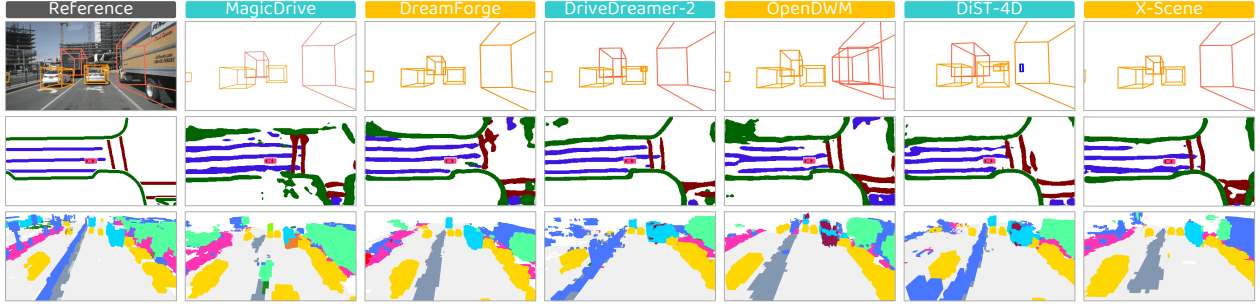 Reference
MagicDrive
DreamForge
DriveDreamer-2
OpenDWM
DiST-4D
X-Scene